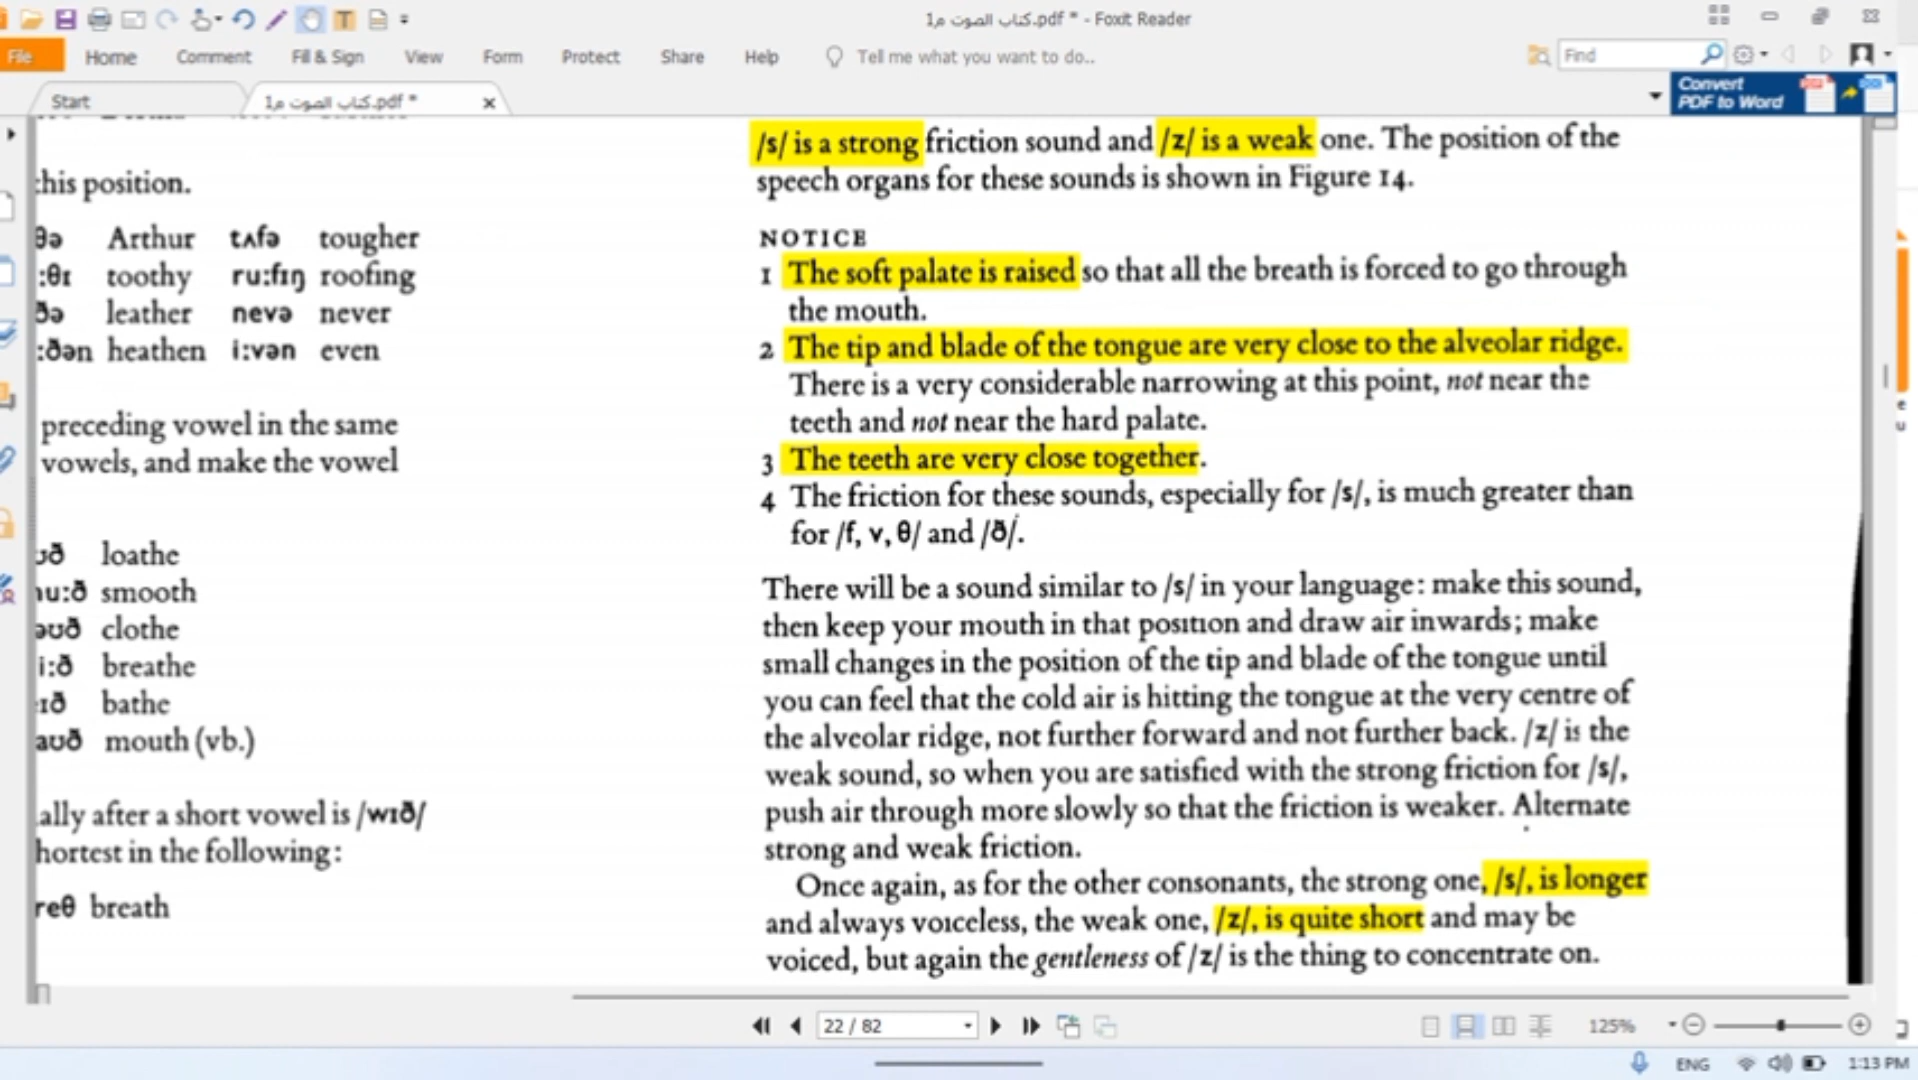 كتاب الصوت م1.pdf * - Foxit Reader
File Home Comment Fill & Sign View Form Protect Share Help Tell me what you want to do.. Find
Start
كتاب الصوت م1.pdf *
Convert
PDF to Word
this position.
θə Arthur tʌfə tougher
:θɪ toothy ru:fɪŋ roofing
ðə leather nevə never
:ðən heathen i:vən even
preceding vowel in the same
vowels, and make the vowel
ʊð loathe
u:ð smooth
əʊð clothe
i:ð breathe
ɪð bathe
aʊð mouth (vb.)
ally after a short vowel is /wɪð/
hortest in the following:
reθ breath
/s/ is a strong friction sound and /z/ is a weak one. The position of the
speech organs for these sounds is shown in Figure 14.
NOTICE
1 The soft palate is raised so that all the breath is forced to go through
the mouth.
2 The tip and blade of the tongue are very close to the alveolar ridge.
There is a very considerable narrowing at this point, not near the
teeth and not near the hard palate.
3 The teeth are very close together.
4 The friction for these sounds, especially for /s/, is much greater than
for /f, v, θ/ and /ð/.
There will be a sound similar to /s/ in your language: make this sound,
then keep your mouth in that position and draw air inwards; make
small changes in the position of the tip and blade of the tongue until
you can feel that the cold air is hitting the tongue at the very centre of
the alveolar ridge, not further forward and not further back. /z/ is the
weak sound, so when you are satisfied with the strong friction for /s/,
push air through more slowly so that the friction is weaker. Alternate
strong and weak friction.
Once again, as for the other consonants, the strong one, /s/, is longer
and always voiceless, the weak one, /z/, is quite short and may be
voiced, but again the gentleness of /z/ is the thing to concentrate on.
22 / 82
125%
ENG 1:13 PM